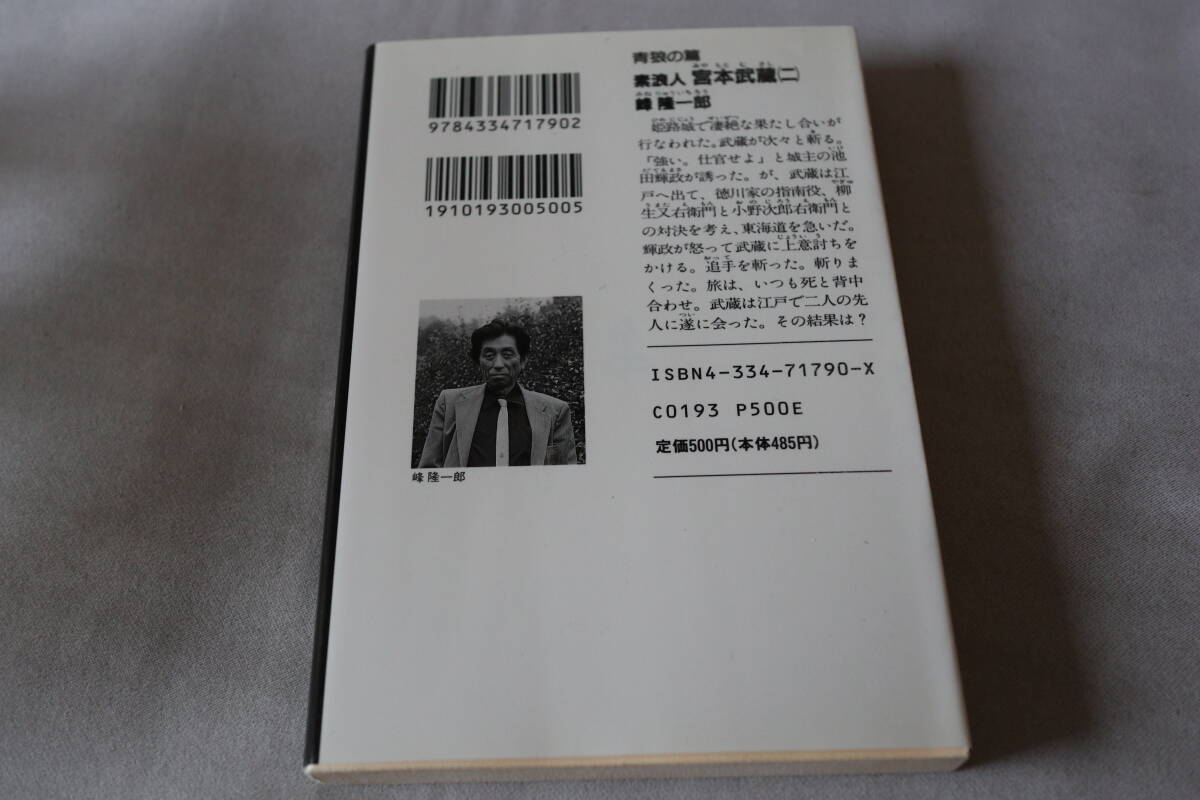 青狼の篇
素浪人 宮本武蔵(二)
峰 隆一郎
姫路城で凄絶な果たし合いが
行なわれた。武蔵が次々と斬る。
「強い。仕官せよ」と城主の池
田輝政が誘った。が、武蔵は江
戸へ出て、徳川家の指南役、柳
生又右衛門と小野次郎右衛門と
の対決を考え、東海道を急いだ。
輝政が怒って武蔵に上意討ちを
かける。追手を斬った。斬りま
くった。旅は、いつも死と背中
合わせ。武蔵は江戸で二人の先
人に遂に会った。その結果は？
ISBN4-334-71790-X
C0193 P500E
定価500円(本体485円)
9784334717902
1910193005005
峰 隆一郎